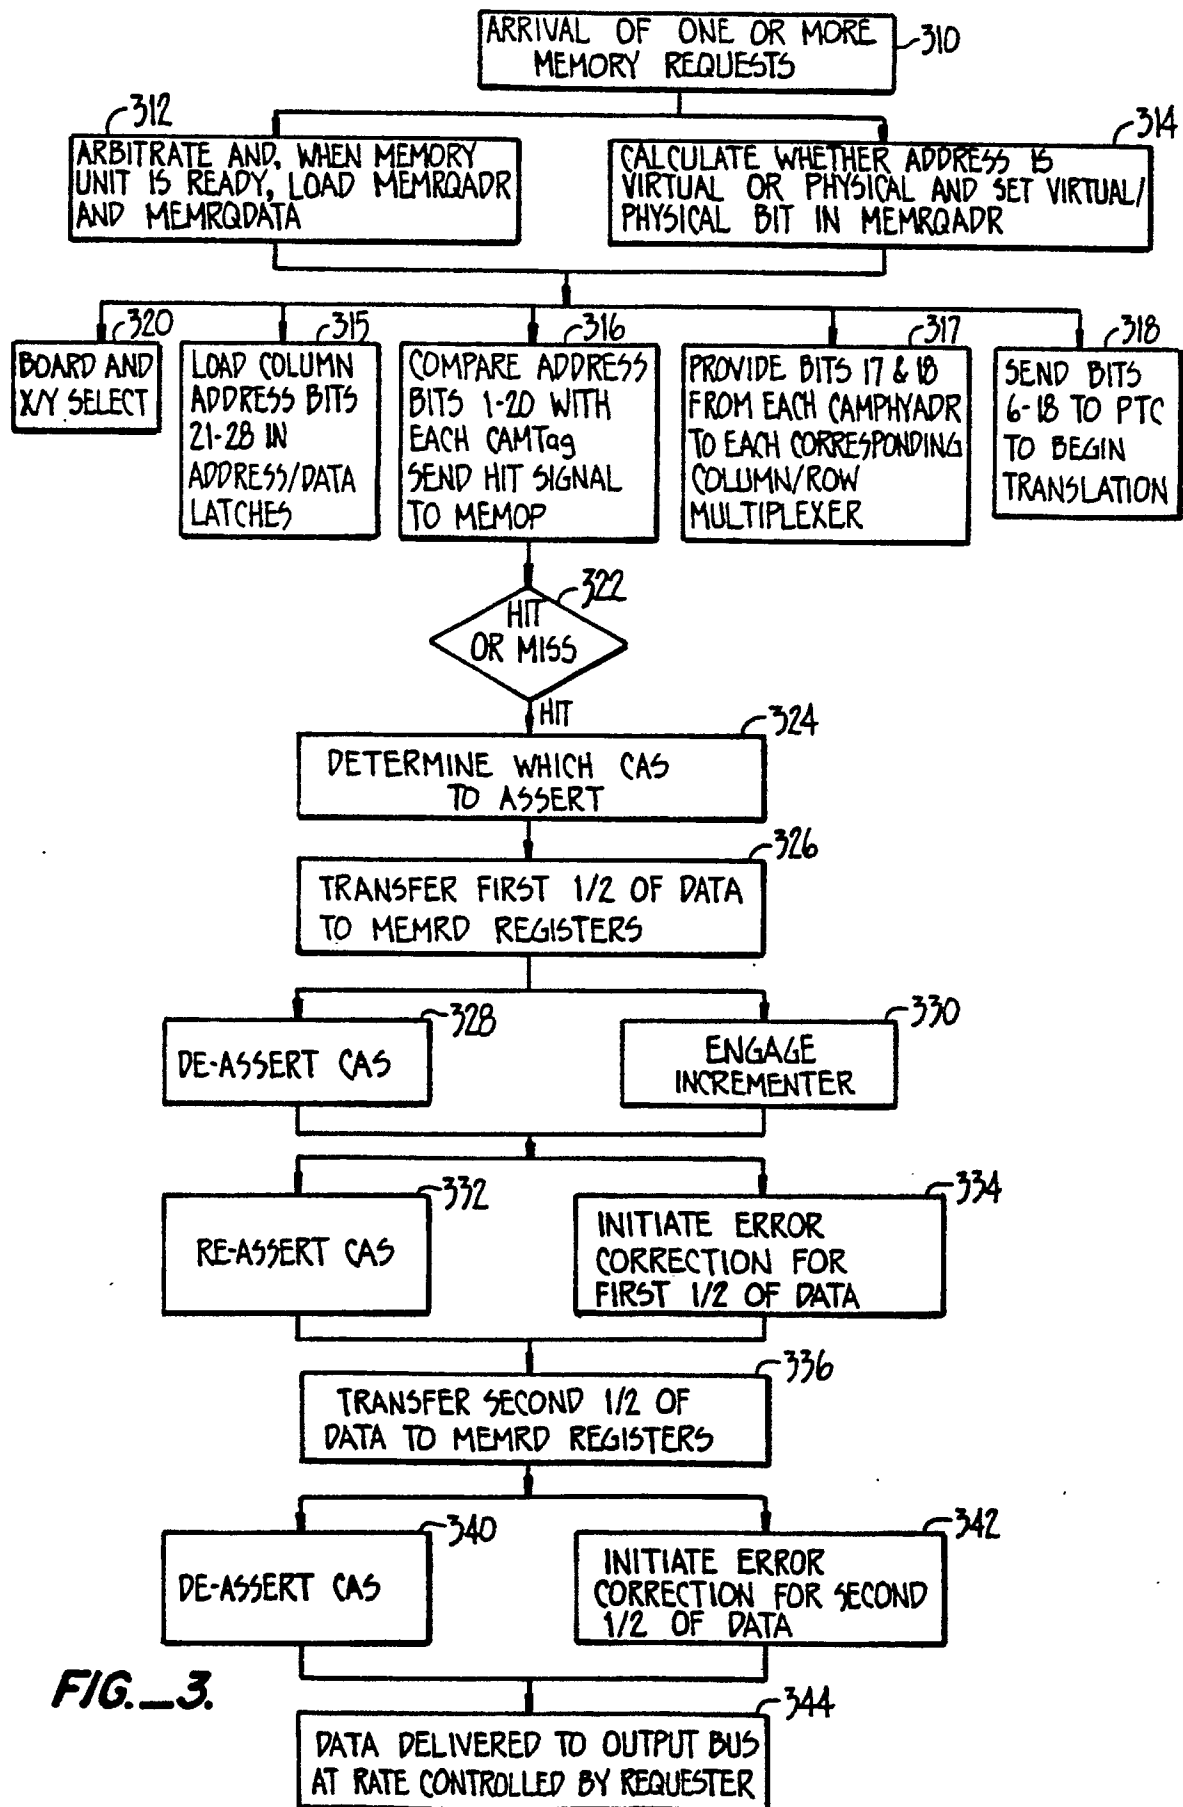 ARRIVAL OF ONE OR MORE
MEMORY REQUESTS
310
312
ARBITRATE AND, WHEN MEMORY
UNIT IS READY, LOAD MEMRQADR
AND MEMRQDATA
314
CALCULATE WHETHER ADDRESS IS
VIRTUAL OR PHYSICAL AND SET VIRTUAL/
PHYSICAL BIT IN MEMRQADR
320
BOARD AND
X/Y SELECT
315
LOAD COLUMN
ADDRESS BITS
21-28 IN
ADDRESS/DATA
LATCHES
316
COMPARE ADDRESS
BITS 1-20 WITH
EACH CAMTag
SEND HIT SIGNAL
TO MEMOP
317
PROVIDE BITS 17 & 18
FROM EACH CAMPHYADR
TO EACH CORRESPONDING
COLUMN/ROW
MULTIPLEXER
318
SEND BITS
6-18 TO PTC
TO BEGIN
TRANSLATION
322
HIT
OR MISS
HIT
324
DETERMINE WHICH CAS
TO ASSERT
326
TRANSFER FIRST 1/2 OF DATA
TO MEMRD REGISTERS
328
DE-ASSERT CAS
330
ENGAGE
INCREMENTER
332
RE-ASSERT CAS
334
INITIATE ERROR
CORRECTION FOR
FIRST 1/2 OF DATA
336
TRANSFER SECOND 1/2 OF
DATA TO MEMRD REGISTERS
340
DE-ASSERT CAS
342
INITIATE ERROR
CORRECTION FOR SECOND
1/2 OF DATA
FIG._3.
344
DATA DELIVERED TO OUTPUT BUS
AT RATE CONTROLLED BY REQUESTER